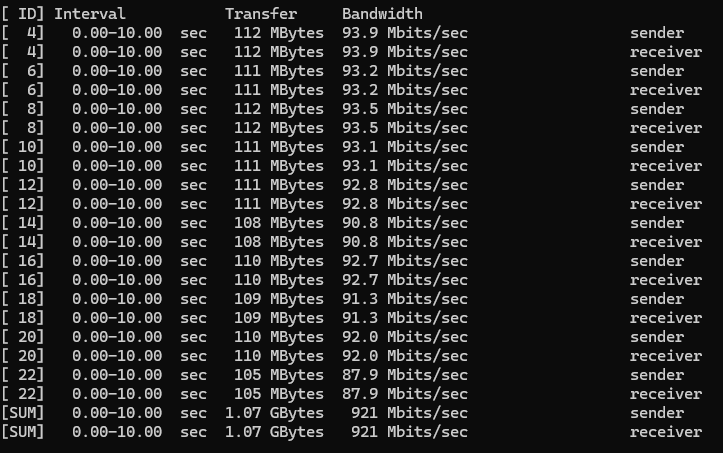 [ ID] Interval           Transfer     Bandwidth
[  4]   0.00-10.00  sec   112 MBytes  93.9 Mbits/sec                  sender
[  4]   0.00-10.00  sec   112 MBytes  93.9 Mbits/sec                  receiver
[  6]   0.00-10.00  sec   111 MBytes  93.2 Mbits/sec                  sender
[  6]   0.00-10.00  sec   111 MBytes  93.2 Mbits/sec                  receiver
[  8]   0.00-10.00  sec   112 MBytes  93.5 Mbits/sec                  sender
[  8]   0.00-10.00  sec   112 MBytes  93.5 Mbits/sec                  receiver
[ 10]   0.00-10.00  sec   111 MBytes  93.1 Mbits/sec                  sender
[ 10]   0.00-10.00  sec   111 MBytes  93.1 Mbits/sec                  receiver
[ 12]   0.00-10.00  sec   111 MBytes  92.8 Mbits/sec                  sender
[ 12]   0.00-10.00  sec   111 MBytes  92.8 Mbits/sec                  receiver
[ 14]   0.00-10.00  sec   108 MBytes  90.8 Mbits/sec                  sender
[ 14]   0.00-10.00  sec   108 MBytes  90.8 Mbits/sec                  receiver
[ 16]   0.00-10.00  sec   110 MBytes  92.7 Mbits/sec                  sender
[ 16]   0.00-10.00  sec   110 MBytes  92.7 Mbits/sec                  receiver
[ 18]   0.00-10.00  sec   109 MBytes  91.3 Mbits/sec                  sender
[ 18]   0.00-10.00  sec   109 MBytes  91.3 Mbits/sec                  receiver
[ 20]   0.00-10.00  sec   110 MBytes  92.0 Mbits/sec                  sender
[ 20]   0.00-10.00  sec   110 MBytes  92.0 Mbits/sec                  receiver
[ 22]   0.00-10.00  sec   105 MBytes  87.9 Mbits/sec                  sender
[ 22]   0.00-10.00  sec   105 MBytes  87.9 Mbits/sec                  receiver
[SUM]   0.00-10.00  sec  1.07 GBytes   921 Mbits/sec                  sender
[SUM]   0.00-10.00  sec  1.07 GBytes   921 Mbits/sec                  receiver